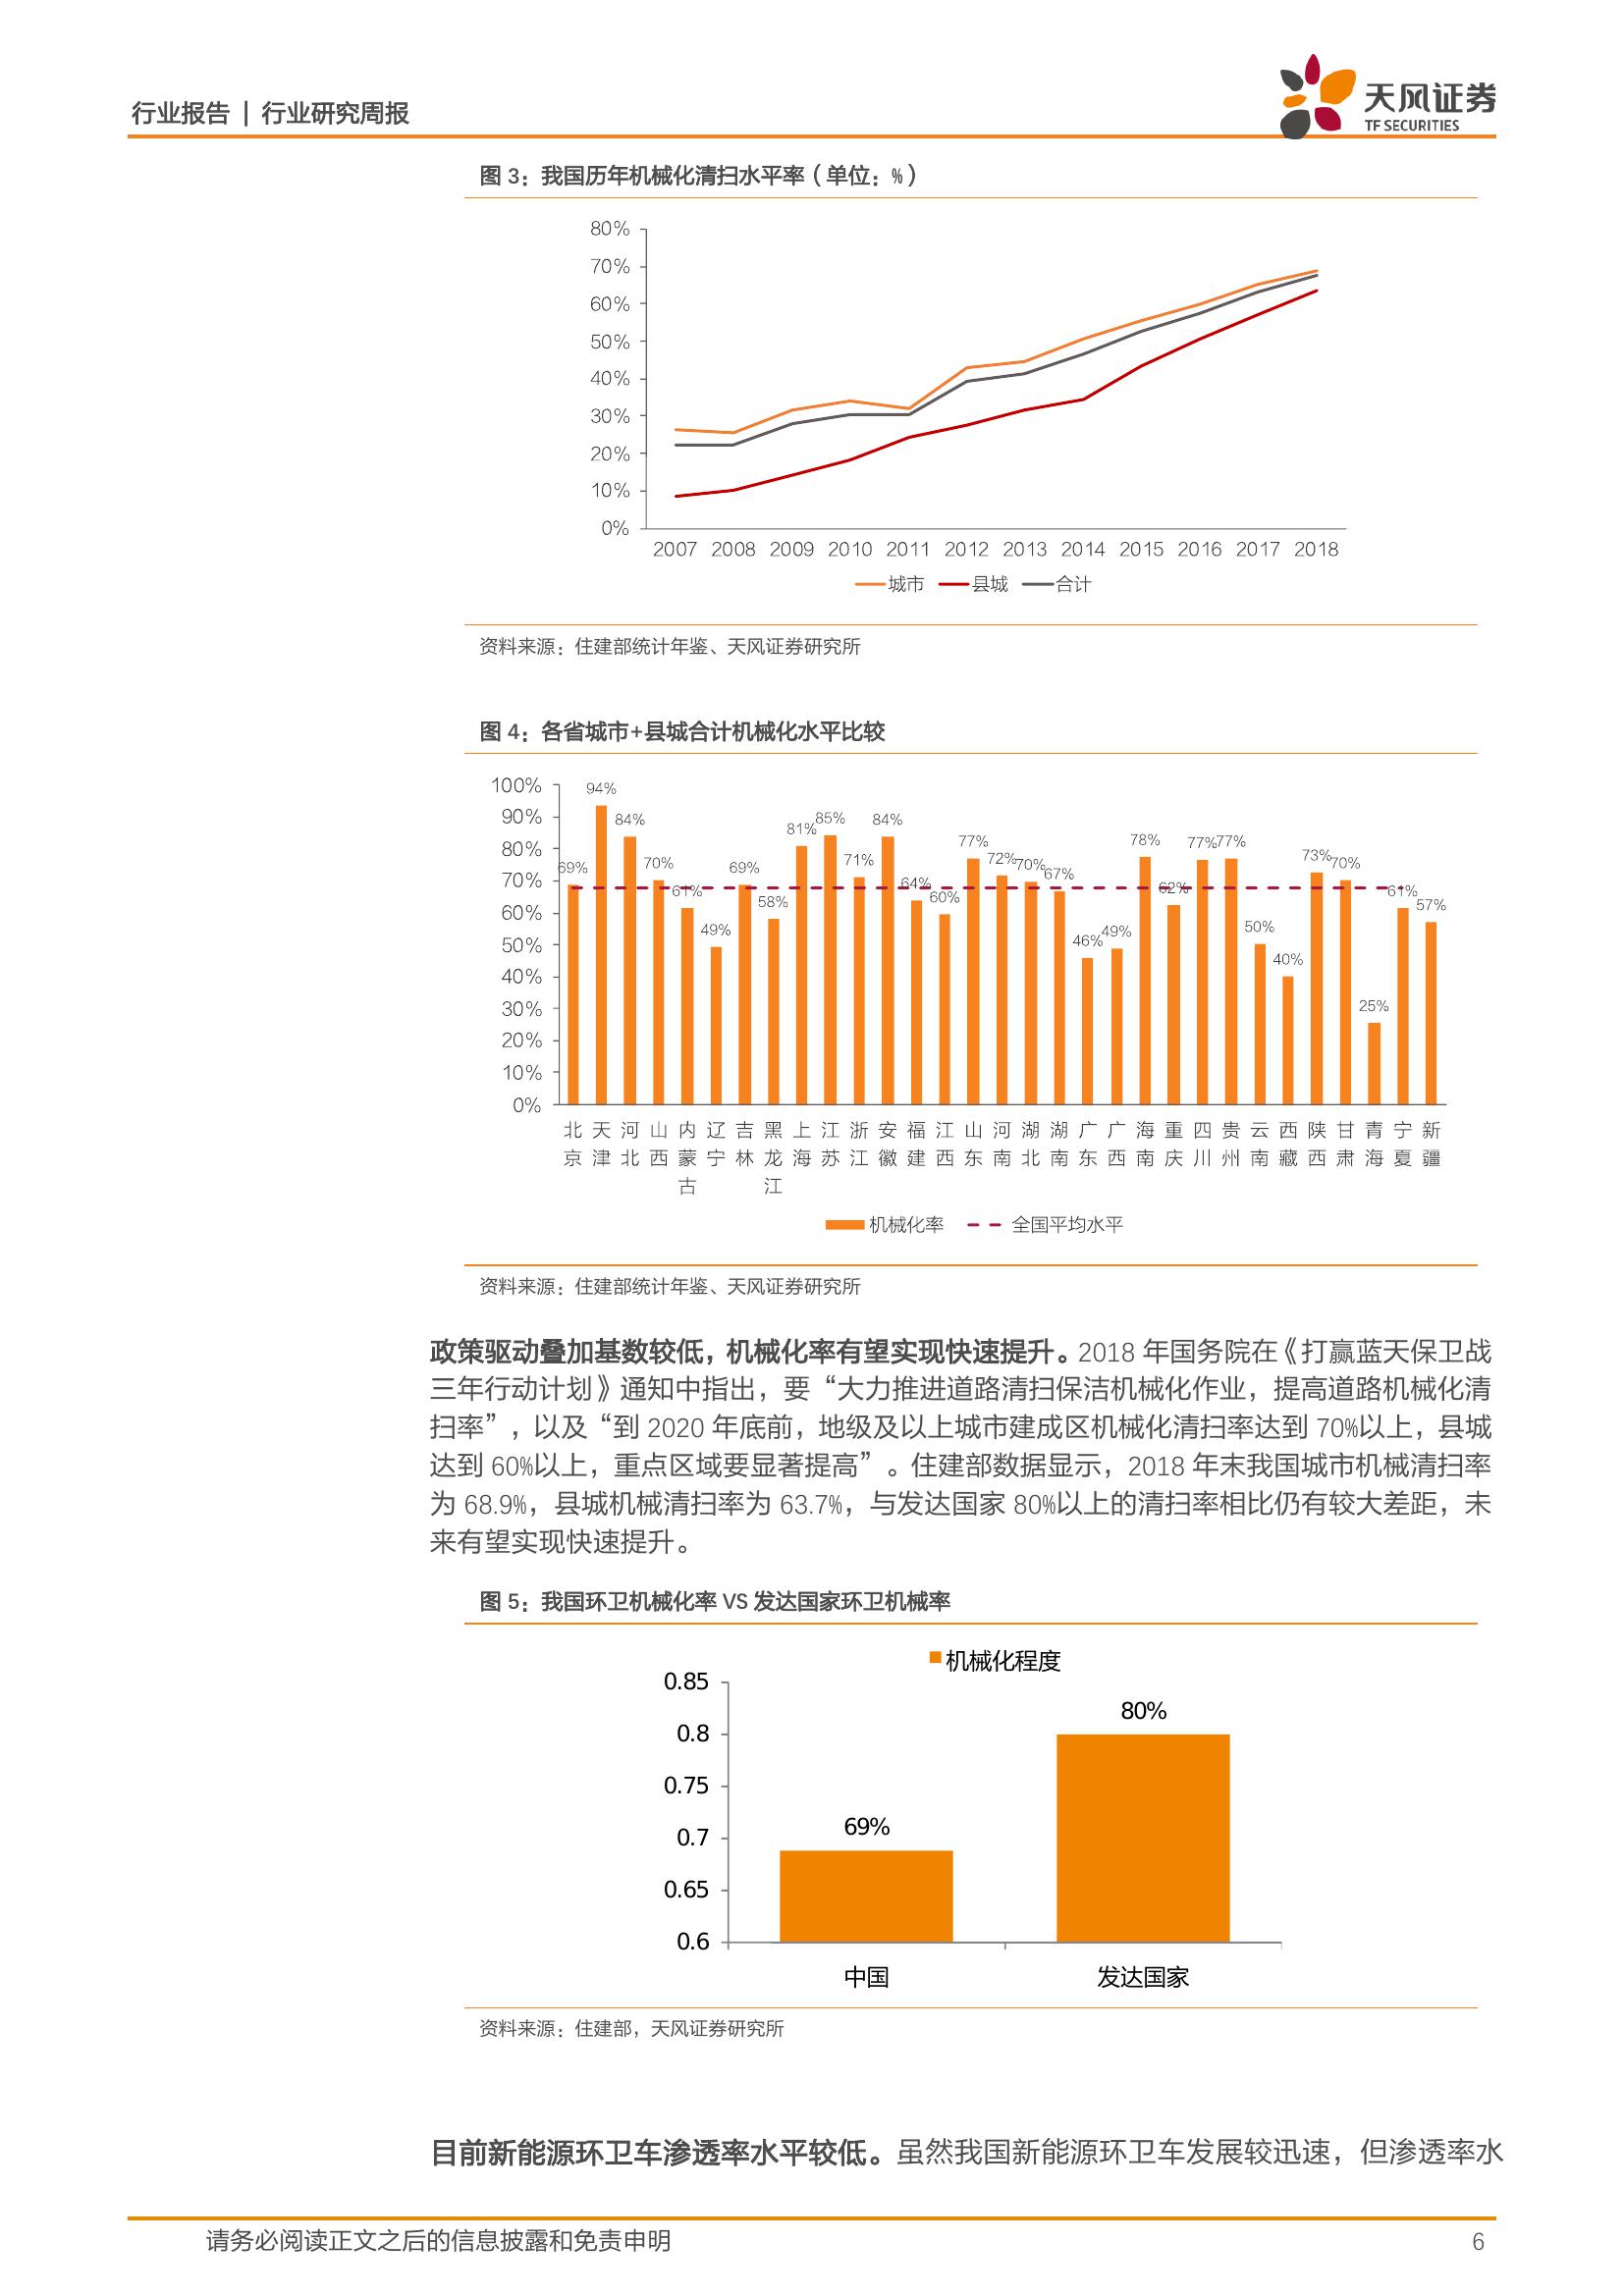 行业报告 | 行业研究周报
天风证券
TF SECURITIES
图 3：我国历年机械化清扫水平率（单位：%）
80%
70%
60%
50%
40%
30%
20%
10%
0%
2007 2008 2009 2010 2011 2012 2013 2014 2015 2016 2017 2018
城市 县城 合计
资料来源：住建部统计年鉴、天风证券研究所
图 4：各省城市+县城合计机械化水平比较
100%
90%
80%
70%
60%
50%
40%
30%
20%
10%
0%
69% 94% 84% 70% 61% 49% 69% 58% 81% 85% 71% 84% 64% 60% 77% 72% 70% 67% 46% 49% 78% 62% 77% 77% 50% 40% 73% 70% 25% 61% 57%
北京 天津 河北 山西 内蒙古 辽宁 吉林 黑龙江 上海 江苏 浙江 安徽 福建 江西 山东 河南 湖北 湖南 广东 广西 海南 重庆 四川 贵州 云南 西藏 陕西 甘肃 青海 宁夏 新疆
机械化率 全国平均水平
资料来源：住建部统计年鉴、天风证券研究所
政策驱动叠加基数较低，机械化率有望实现快速提升。2018 年国务院在《打赢蓝天保卫战
三年行动计划》通知中指出，要“大力推进道路清扫保洁机械化作业，提高道路机械化清
扫率”，以及“到 2020 年底前，地级及以上城市建成区机械化清扫率达到 70%以上，县城
达到 60%以上，重点区域要显著提高”。住建部数据显示，2018 年末我国城市机械清扫率
为 68.9%，县城机械清扫率为 63.7%，与发达国家 80%以上的清扫率相比仍有较大差距，未
来有望实现快速提升。
图 5：我国环卫机械化率 VS 发达国家环卫机械率
机械化程度
0.85
0.8
0.75
0.7
0.65
0.6
69%
80%
中国 发达国家
资料来源：住建部，天风证券研究所
目前新能源环卫车渗透率水平较低。虽然我国新能源环卫车发展较迅速，但渗透率水
请务必阅读正文之后的信息披露和免责申明 6